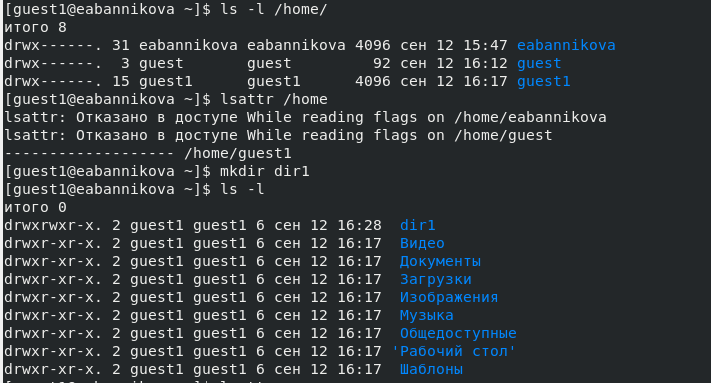 [guest1@eabannikova ~]$ ls -l /home/
итого 8
drwx------. 31 eabannikova eabannikova 4096 сен 12 15:47 eabannikova
drwx------.  3 guest       guest         92 сен 12 16:12 guest
drwx------. 15 guest1      guest1      4096 сен 12 16:17 guest1
[guest1@eabannikova ~]$ lsattr /home
lsattr: Отказано в доступе While reading flags on /home/eabannikova
lsattr: Отказано в доступе While reading flags on /home/guest
------------------- /home/guest1
[guest1@eabannikova ~]$ mkdir dir1
[guest1@eabannikova ~]$ ls -l
итого 0
drwxrwxr-x. 2 guest1 guest1 6 сен 12 16:28  dir1
drwxr-xr-x. 2 guest1 guest1 6 сен 12 16:17  Видео
drwxr-xr-x. 2 guest1 guest1 6 сен 12 16:17  Документы
drwxr-xr-x. 2 guest1 guest1 6 сен 12 16:17  Загрузки
drwxr-xr-x. 2 guest1 guest1 6 сен 12 16:17  Изображения
drwxr-xr-x. 2 guest1 guest1 6 сен 12 16:17  Музыка
drwxr-xr-x. 2 guest1 guest1 6 сен 12 16:17  Общедоступные
drwxr-xr-x. 2 guest1 guest1 6 сен 12 16:17 'Рабочий стол'
drwxr-xr-x. 2 guest1 guest1 6 сен 12 16:17  Шаблоны